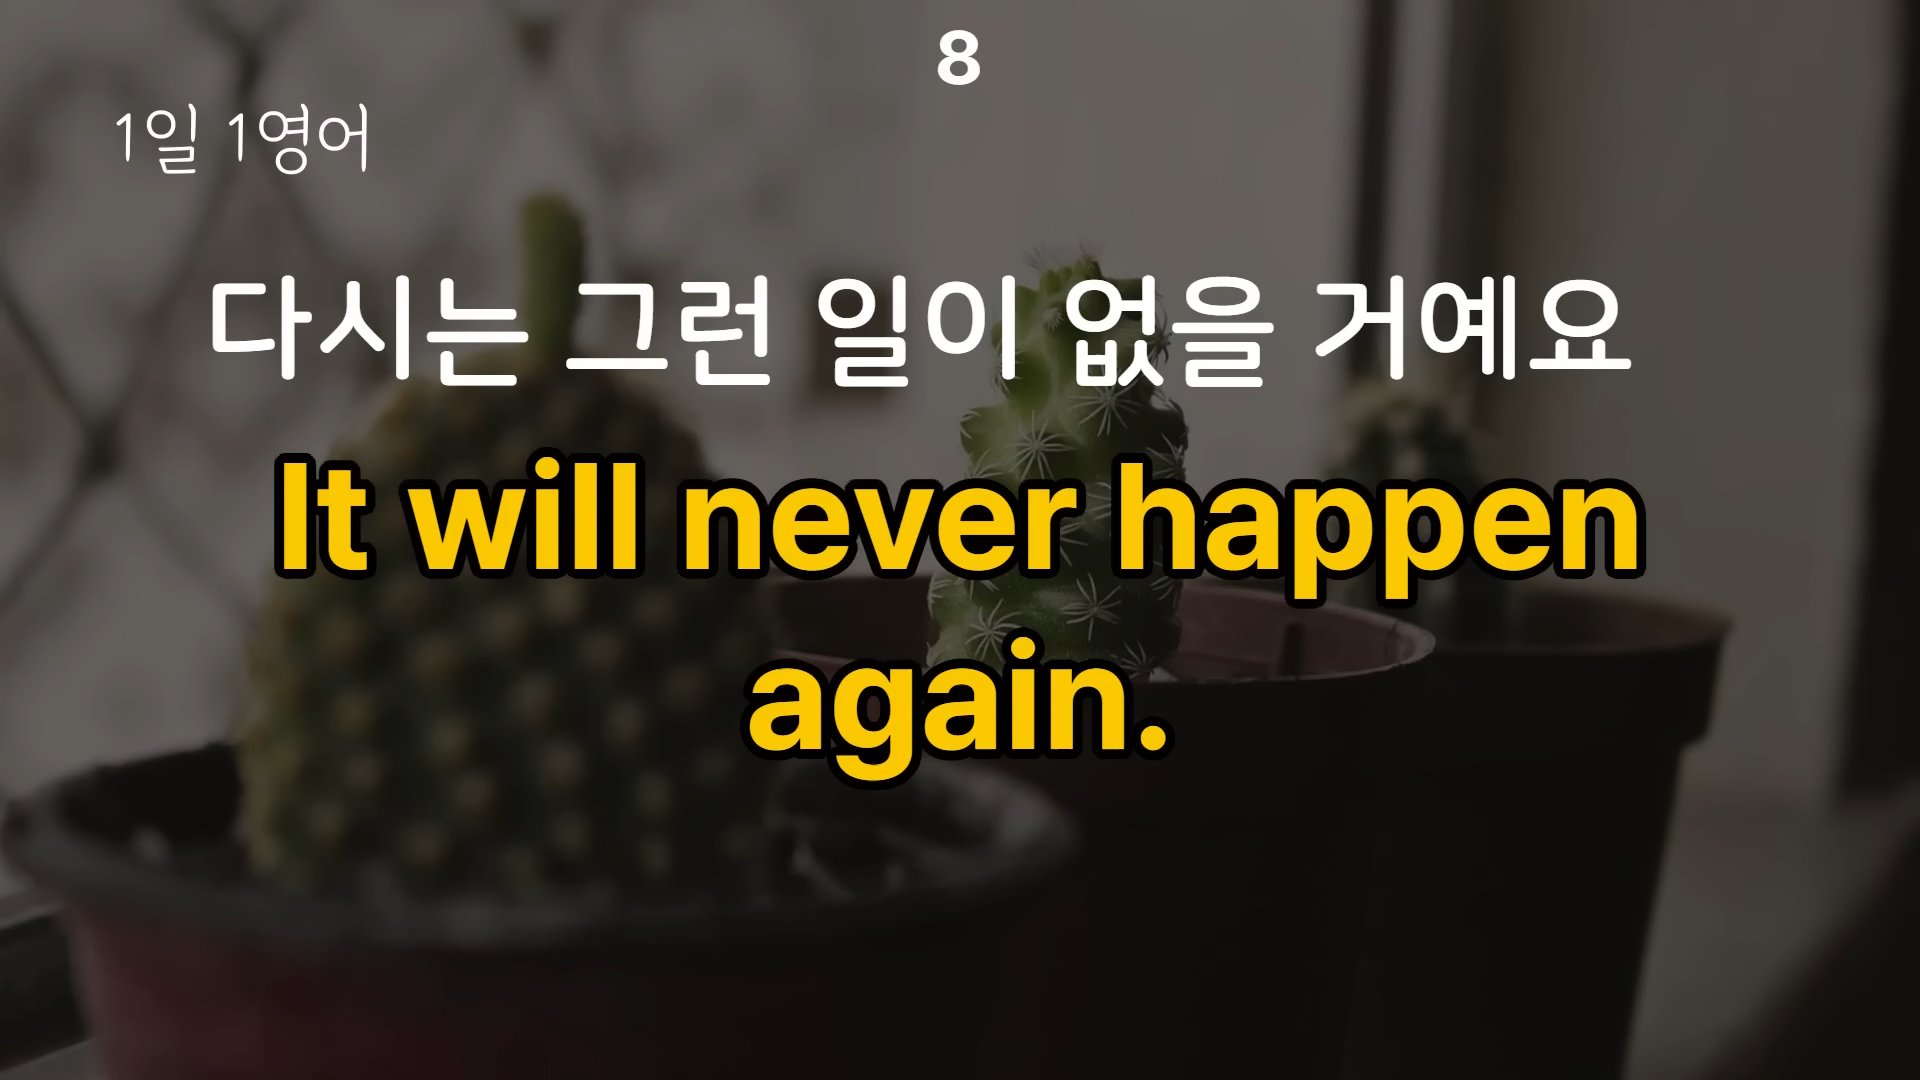 8
1일 1영어
다시는 그런 일이 없을 거예요
It will never happen
again.